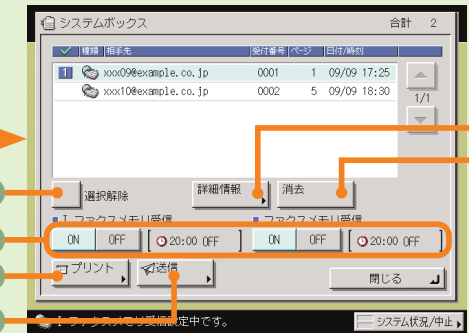 システムボックス 合計 2
種類 相手先 受付番号 ページ 日付/時刻
1 xxx09@example.co.jp 0001 1 09/09 17:25
xxx10@example.co.jp 0002 5 09/09 18:30
1/1
選択解除 詳細情報 消去
I ファクスメモリ受信 ファクスメモリ受信
ON OFF [ 20:00 OFF ] ON OFF [ 20:00 OFF ]
プリント 送信 閉じる
I ファクスメモリ受信設定中です。 システム状況/中止